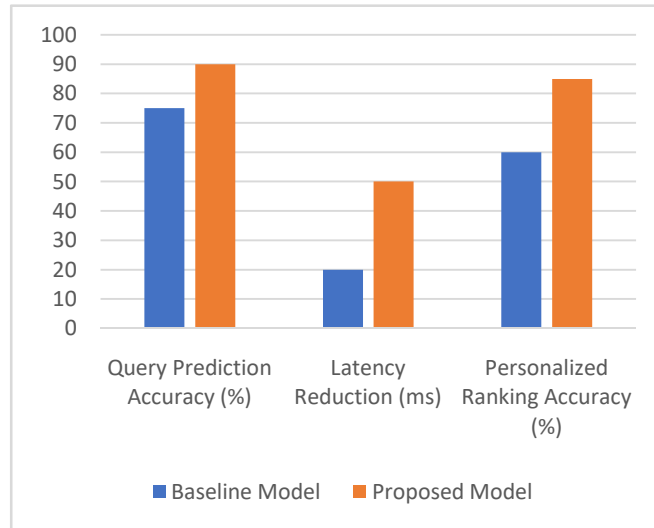 100
90
80
70
60
50
40
30
20
10
0
Query Prediction Accuracy (%)
Latency Reduction (ms)
Personalized Ranking Accuracy (%)
Baseline Model
Proposed Model